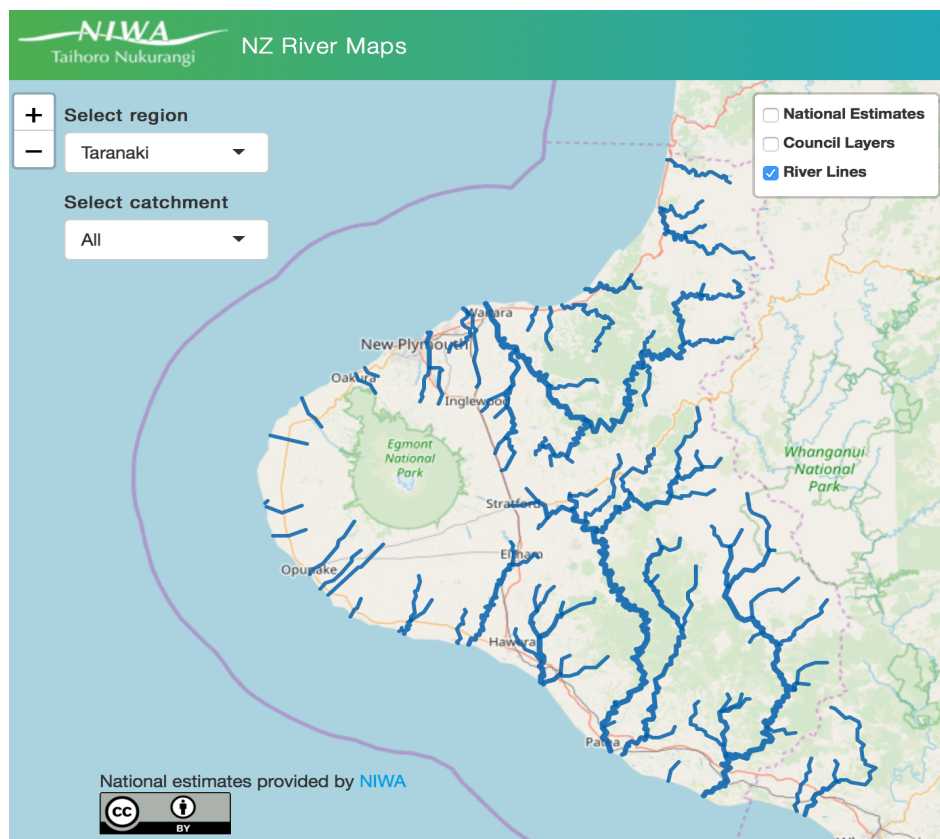 NIWA
Taihoro Nukurangi
NZ River Maps
+
−
Select region
Taranaki
Select catchment
All
National Estimates
Council Layers
River Lines
New Plymouth
Oakura
Inglewood
Egmont
National
Park
Whanganui
National
Park
Stratford
Eltham
Opunake
Hawera
Patea
National estimates provided by NIWA
cc
BY